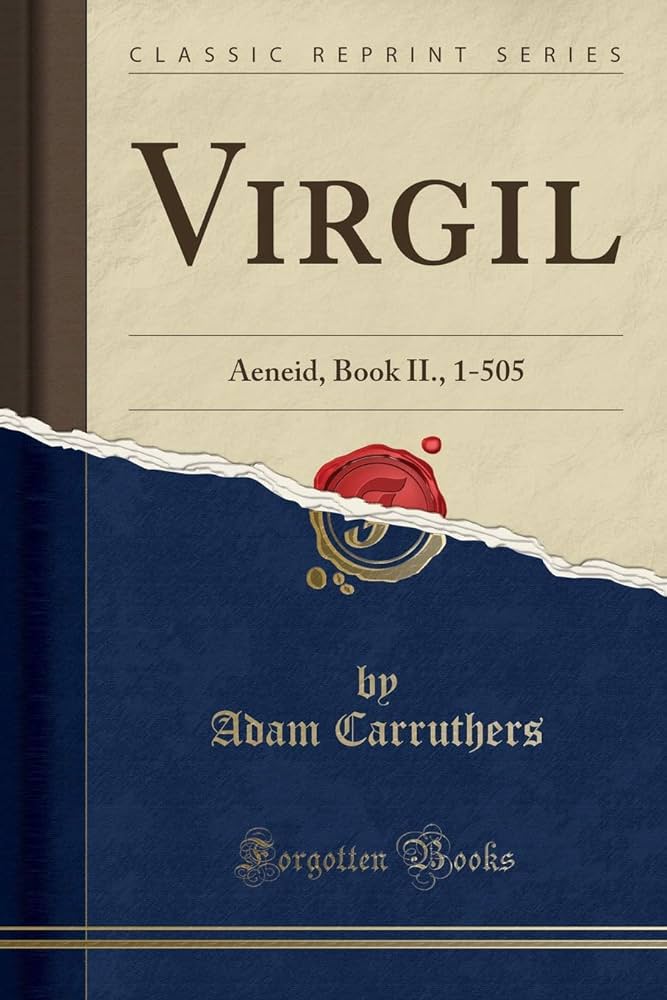 CLASSIC REPRINT SERIES
VIRGIL
Aeneid, Book II., 1-505
by
Adam Carruthers
Forgotten Books